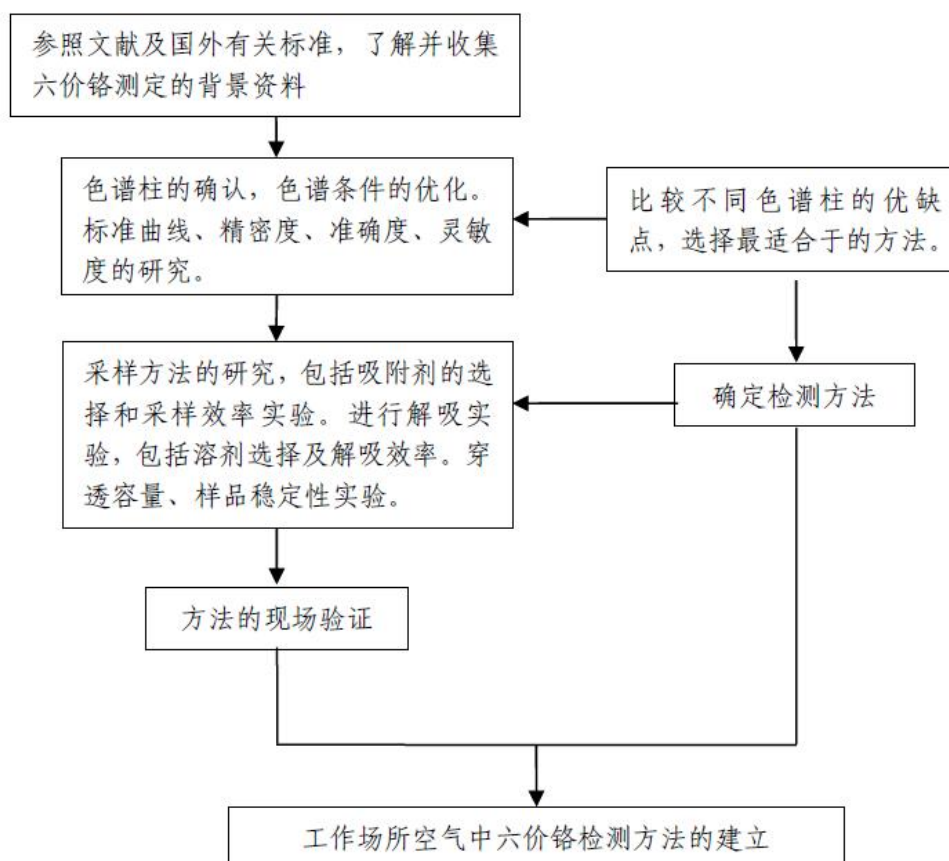 参照文献及国外有关标准，了解并收集
六价铬测定的背景资料
色谱柱的确认，色谱条件的优化。
标准曲线、精密度、准确度、灵敏
度的研究。
比较不同色谱柱的优缺
点，选择最适合于的方法。
采样方法的研究，包括吸附剂的选
择和采样效率实验。进行解吸实
验，包括溶剂选择及解吸效率。穿
透容量、样品稳定性实验。
确定检测方法
方法的现场验证
工作场所空气中六价铬检测方法的建立